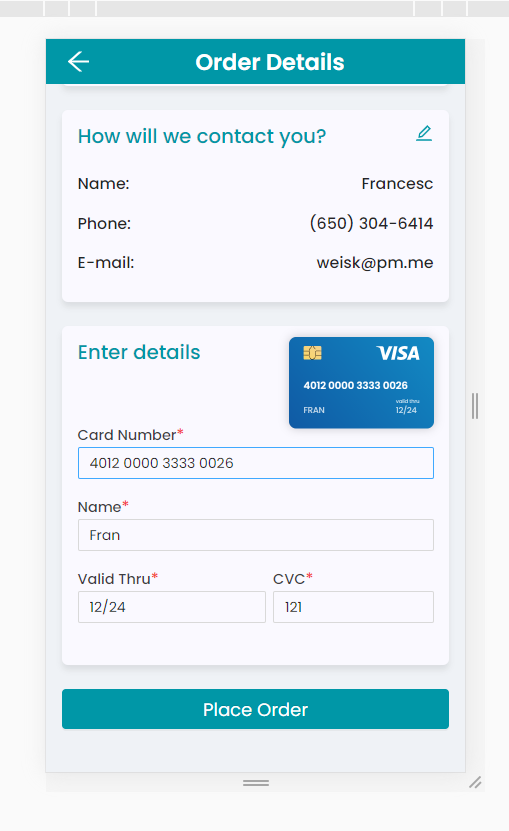 Order Details
How will we contact you?
Name: Francesc
Phone: (650) 304-6414
E-mail: weisk@pm.me
Enter details
VISA
4012 0000 3333 0026
valid thru
FRAN 12/24
Card Number*
4012 0000 3333 0026
Name*
Fran
Valid Thru* CVC*
12/24 121
Place Order